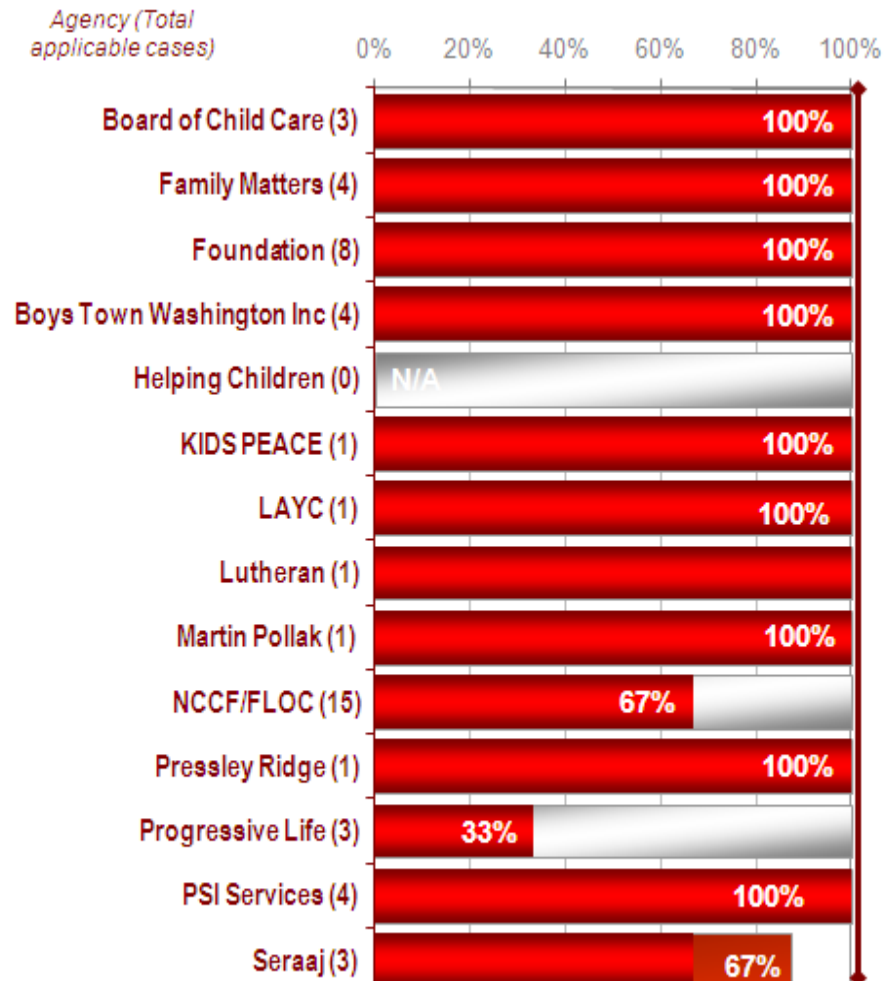 Agency (Total
applicable cases)
0% 20% 40% 60% 80% 100%
Board of Child Care (3) 100%
Family Matters (4) 100%
Foundation (8) 100%
Boys Town Washington Inc (4) 100%
Helping Children (0) N/A
KIDS PEACE (1) 100%
LAYC (1) 100%
Lutheran (1)
Martin Pollak (1) 100%
NCCF/FLOC (15) 67%
Pressley Ridge (1) 100%
Progressive Life (3) 33%
PSI Services (4) 100%
Seraaj (3) 67%